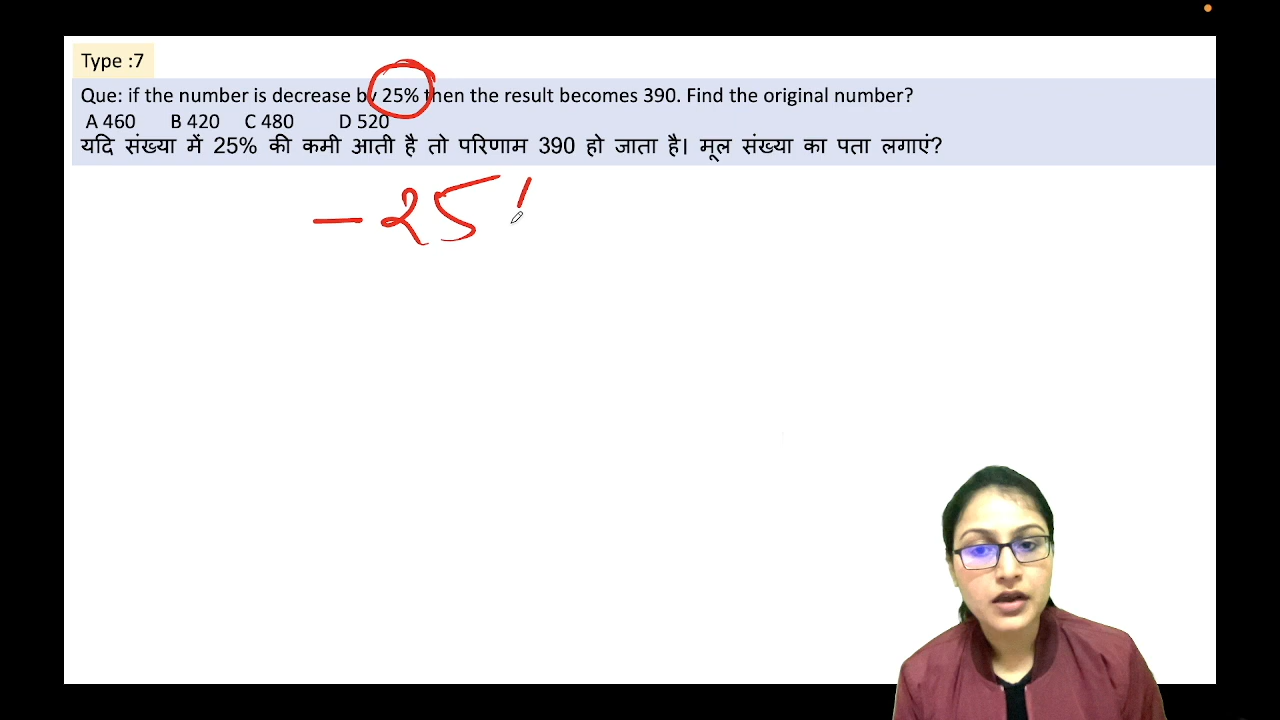 Type :7
Que: if the number is decrease by 25% then the result becomes 390. Find the original number?
A 460 B 420 C 480 D 520
यदि संख्या में 25% की कमी आती है तो परिणाम 390 हो जाता है। मूल संख्या का पता लगाएं?
- 25